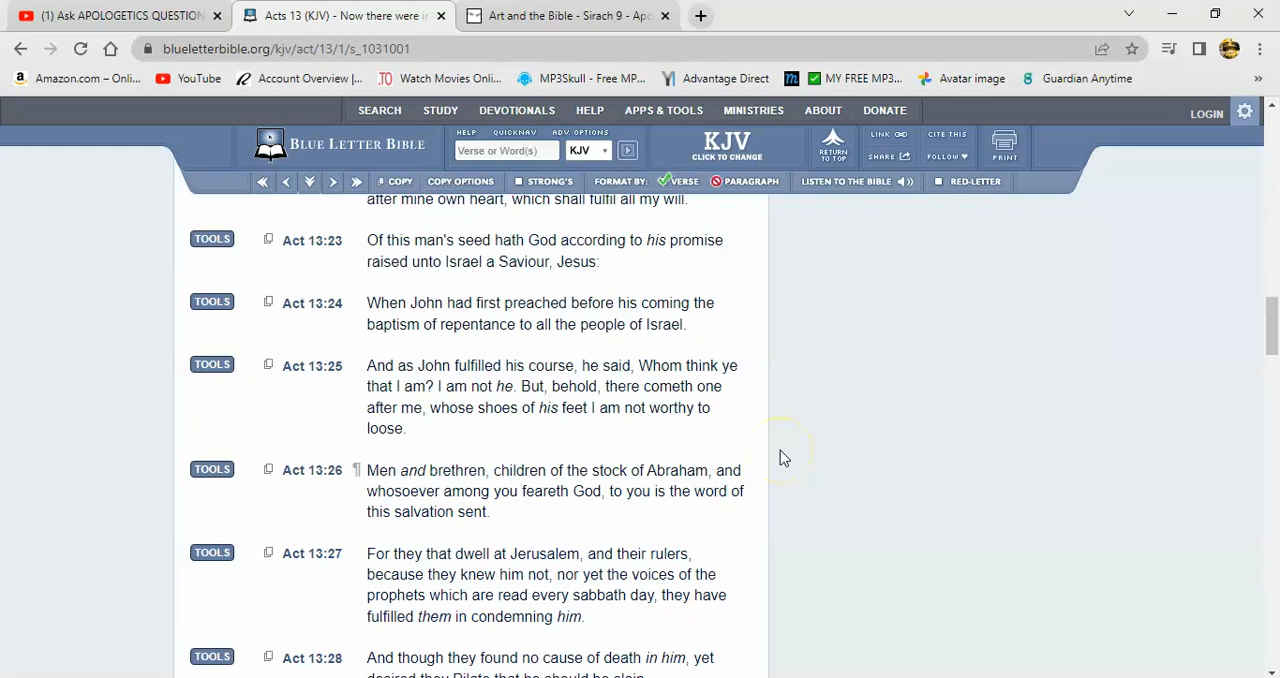 (1) Ask APOLOGETICS QUESTION
Acts 13 (KJV) - Now there were in
Art and the Bible - Sirach 9 - Apo
blueletterbible.org/kjv/act/13/1/s_1031001
Amazon.com – Onli...
YouTube
Account Overview |...
Watch Movies Onli...
MP3Skull - Free MP...
Advantage Direct
MY FREE MP3...
Avatar image
Guardian Anytime
»
SEARCH STUDY DEVOTIONALS HELP APPS & TOOLS MINISTRIES ABOUT DONATE
LOGIN
BLUE LETTER BIBLE
HELP QUICKNAV ADV. OPTIONS
Verse or Word(s) KJV
KJV
CLICK TO CHANGE
RETURN
TO TOP
LINK
CITE THIS
SHARE
FOLLOW
PRINT
COPY COPY OPTIONS STRONG'S FORMAT BY: VERSE PARAGRAPH LISTEN TO THE BIBLE RED-LETTER
after mine own heart, which shall fulfil all my will.
TOOLS Act 13:23 Of this man's seed hath God according to his promise
raised unto Israel a Saviour, Jesus:
TOOLS Act 13:24 When John had first preached before his coming the
baptism of repentance to all the people of Israel.
TOOLS Act 13:25 And as John fulfilled his course, he said, Whom think ye
that I am? I am not he. But, behold, there cometh one
after me, whose shoes of his feet I am not worthy to
loose.
TOOLS Act 13:26 ¶ Men and brethren, children of the stock of Abraham, and
whosoever among you feareth God, to you is the word of
this salvation sent.
TOOLS Act 13:27 For they that dwell at Jerusalem, and their rulers,
because they knew him not, nor yet the voices of the
prophets which are read every sabbath day, they have
fulfilled them in condemning him.
TOOLS Act 13:28 And though they found no cause of death in him, yet
desired they Pilate that he should be slain.